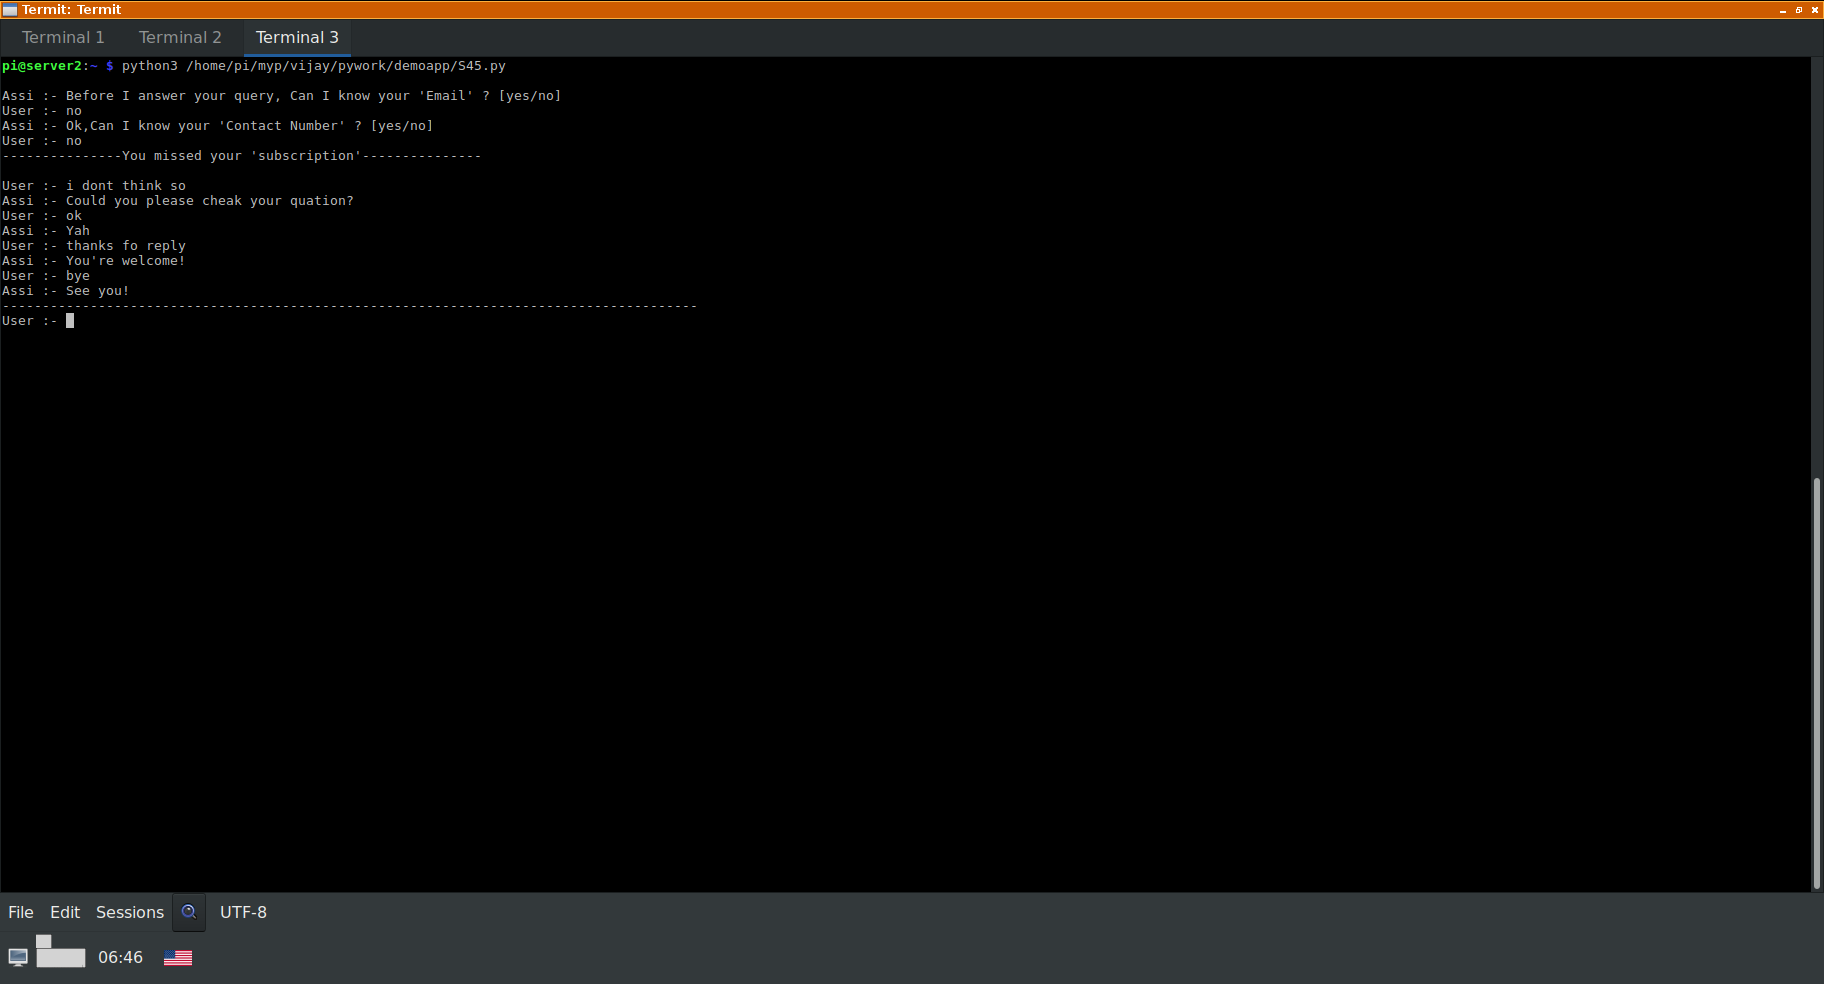 Termit: Termit
Terminal 1 Terminal 2 Terminal 3
pi@server2:~ $ python3 /home/pi/myp/vijay/pywork/demoapp/S45.py
Assi :- Before I answer your query, Can I know your 'Email' ? [yes/no]
User :- no
Assi :- Ok,Can I know your 'Contact Number' ? [yes/no]
User :- no
---------------You missed your 'subscription'---------------
User :- i dont think so
Assi :- Could you please cheak your quation?
User :- ok
Assi :- Yah
User :- thanks fo reply
Assi :- You're welcome!
User :- bye
Assi :- See you!
---------------------------------------------------------------------------------------
User :-
File Edit Sessions UTF-8
06:46